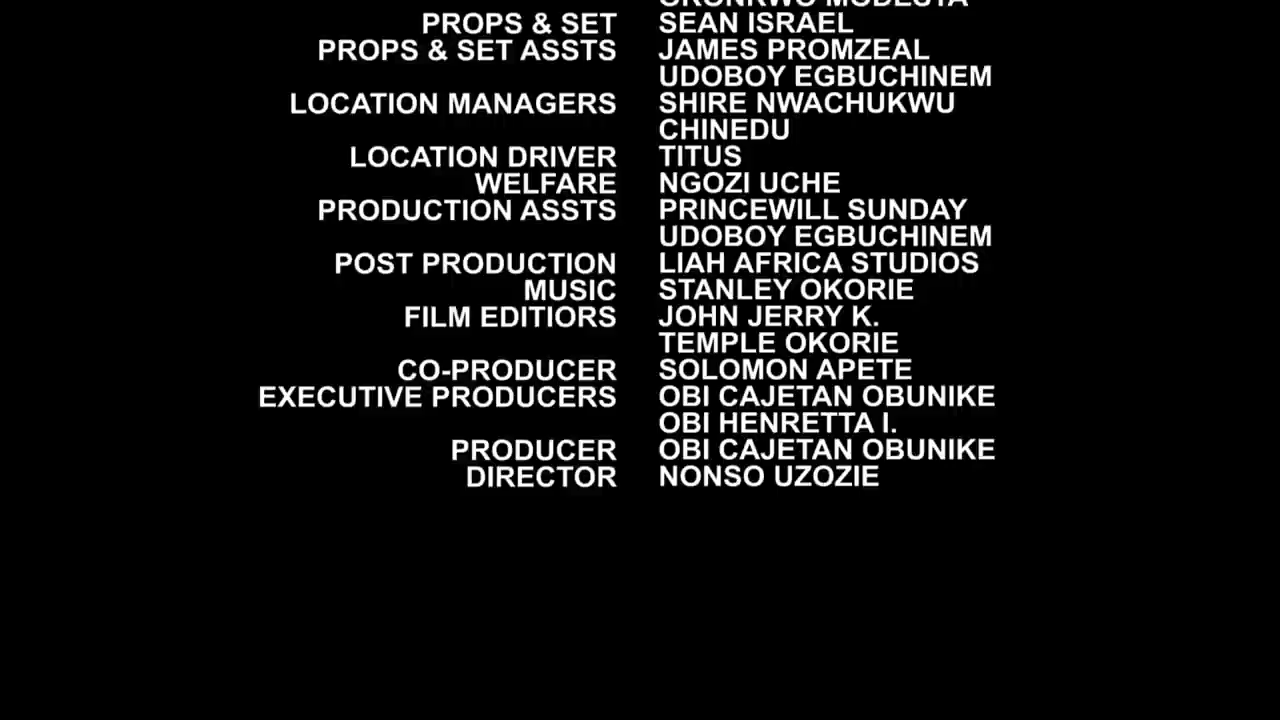 PROPS & SET SEAN ISRAEL
PROPS & SET ASSTS JAMES PROMZEAL
UDOBOY EGBUCHINEM
LOCATION MANAGERS SHIRE NWACHUKWU
CHINEDU
LOCATION DRIVER TITUS
WELFARE NGOZI UCHE
PRODUCTION ASSTS PRINCEWILL SUNDAY
UDOBOY EGBUCHINEM
POST PRODUCTION LIAH AFRICA STUDIOS
MUSIC STANLEY OKORIE
FILM EDITIORS JOHN JERRY K.
TEMPLE OKORIE
CO-PRODUCER SOLOMON APETE
EXECUTIVE PRODUCERS OBI CAJETAN OBUNIKE
OBI HENRETTA I.
PRODUCER OBI CAJETAN OBUNIKE
DIRECTOR NONSO UZOZIE